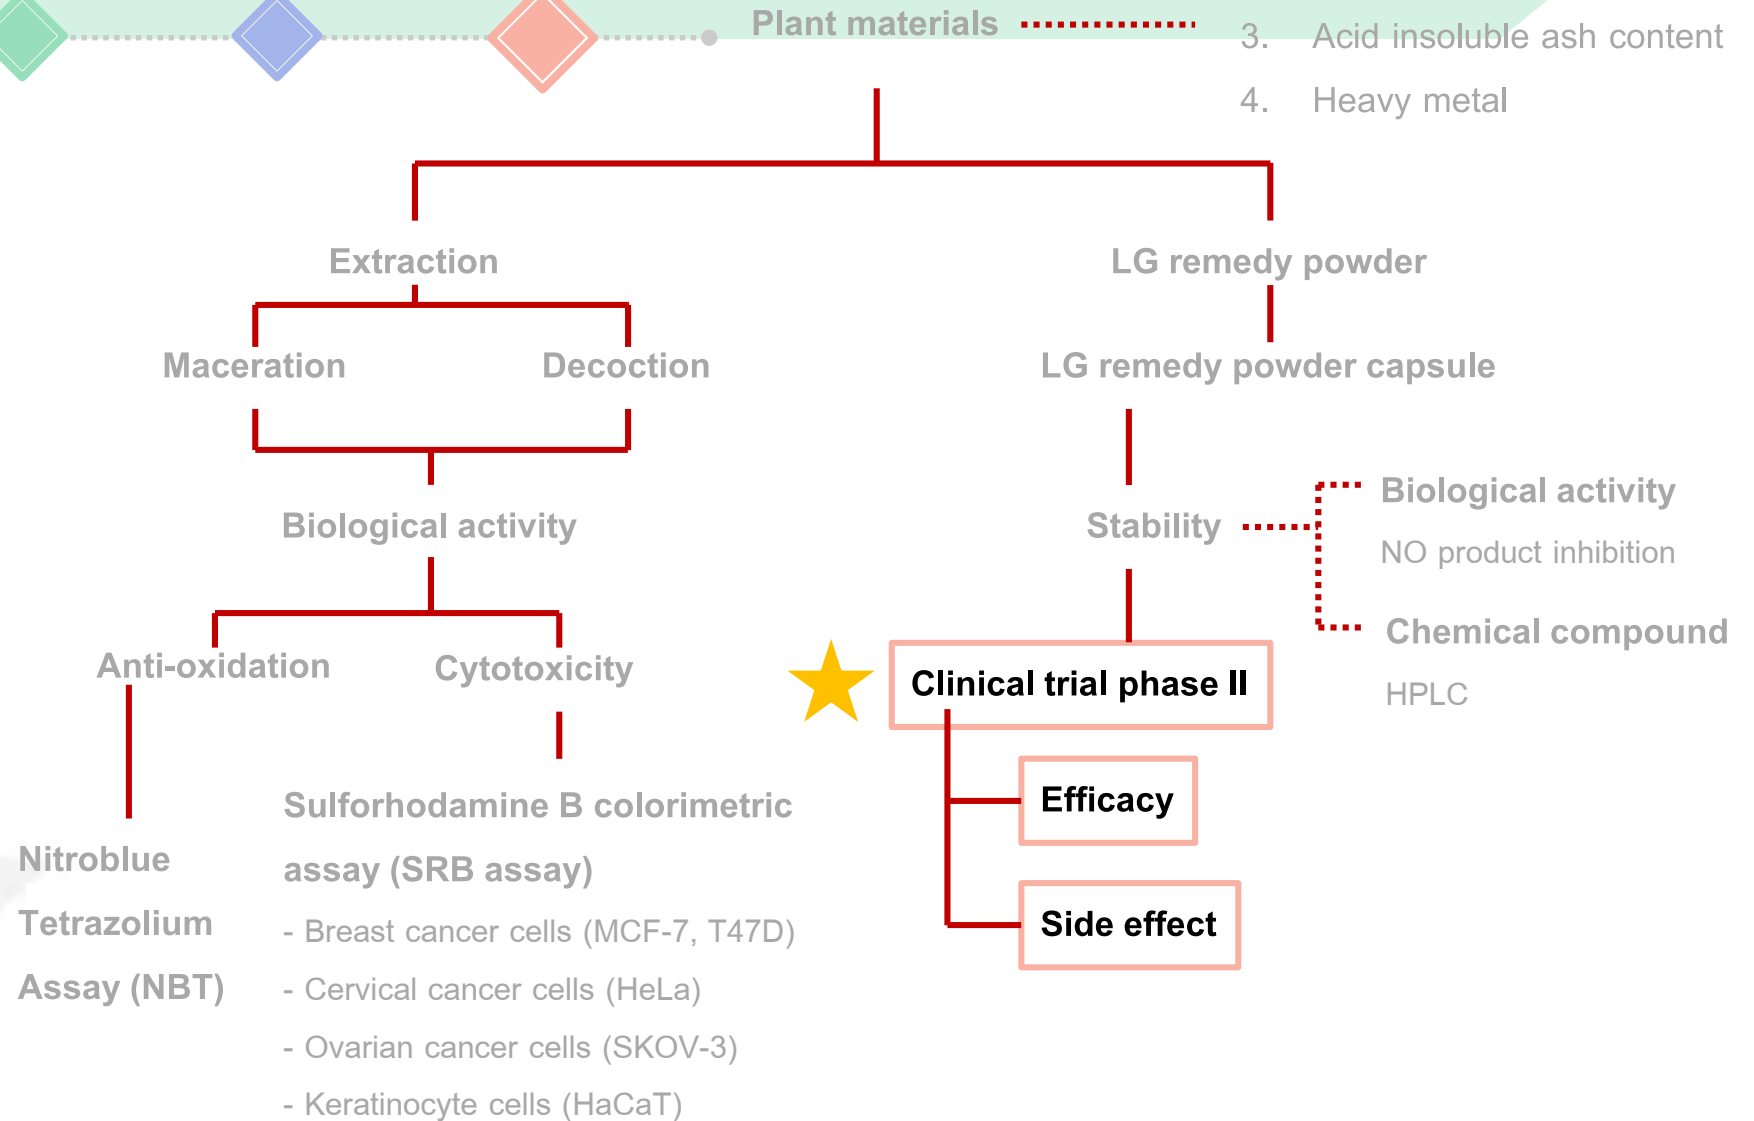 Plant materials
3. Acid insoluble ash content
4. Heavy metal
Extraction
LG remedy powder
Maceration
Decoction
LG remedy powder capsule
Biological activity
Stability
Biological activity
NO product inhibition
Chemical compound
HPLC
Anti-oxidation
Cytotoxicity
Clinical trial phase II
Efficacy
Side effect
Nitroblue
Tetrazolium
Assay (NBT)
Sulforhodamine B colorimetric
assay (SRB assay)
- Breast cancer cells (MCF-7, T47D)
- Cervical cancer cells (HeLa)
- Ovarian cancer cells (SKOV-3)
- Keratinocyte cells (HaCaT)